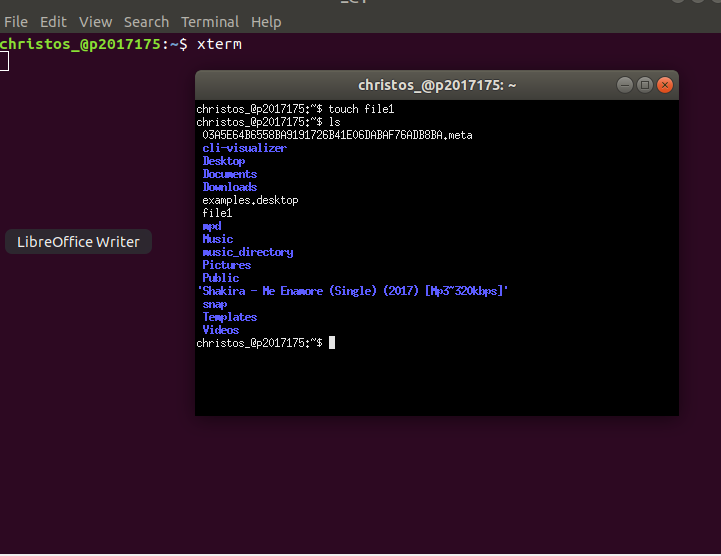 File Edit View Search Terminal Help
christos_@p2017175:~$ xterm
christos_@p2017175: ~
christos_@p2017175:~$ touch file1
christos_@p2017175:~$ ls
03A5E64B6558BA9191726B41E06DABAF76ADB8BA.meta
cli-visualizer
Desktop
Documents
Downloads
examples.desktop
file1
mpd
Music
music_directory
Pictures
Public
'Shakira - Me Enamore (Single) (2017) [Mp3~320kbps]'
snap
Templates
Videos
christos_@p2017175:~$
LibreOffice Writer